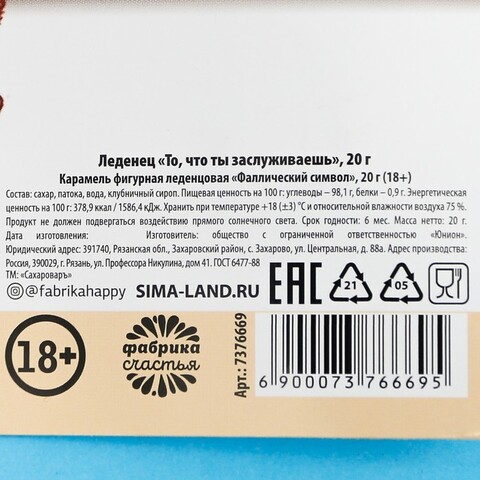 Леденец «То, что ты заслуживаешь», 20 г
Карамель фигурная леденцовая «Фаллический символ», 20 г (18+)
Состав: сахар, патока, вода, клубничный сироп. Пищевая ценность на 100 г: углеводы – 98,1 г, белки – 0,9 г. Энергетическая
ценность на 100 г: 378,9 ккал / 1586,4 кДж. Хранить при температуре +18 (±3) °С и относительной влажности воздуха 75 %.
Продукт не должен подвергаться воздействию прямого солнечного света. Срок годности: 6 мес. Масса нетто: 20 г.
Дата изготовления: Изготовитель: общество с ограниченной ответственностью «Юнион».
Юридический адрес: 391740, Рязанская обл., Захаровский район, с. Захарово, ул. Центральная, д. 88а. Адрес производства:
Россия, 390029, г. Рязань, ул. Профессора Никулина, дом 41. ГОСТ 6477-88
ТМ: «Сахароваръ»
@fabrikahappy SIMA-LAND.RU
EAC 21 05
18+
фабрика
счастья
Арт.: 7376669
6 900073 766695